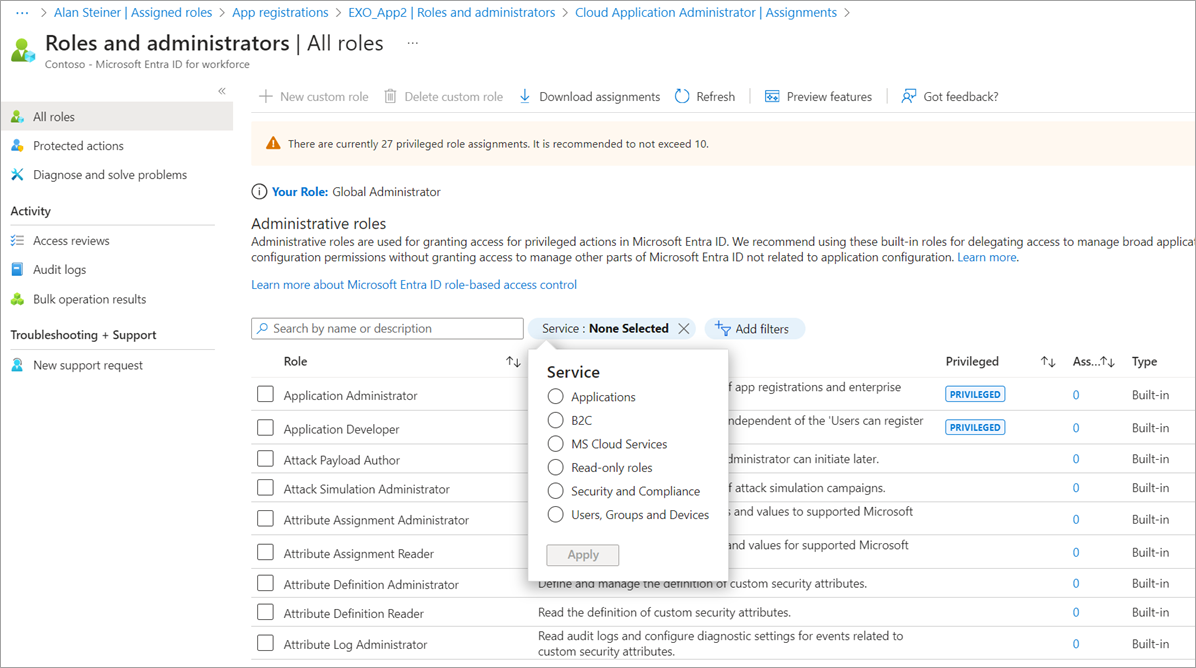 ··· > Alan Steiner | Assigned roles > App registrations > EXO_App2 | Roles and administrators > Cloud Application Administrator | Assignments >
Roles and administrators | All roles ···
Contoso - Microsoft Entra ID for workforce
«
All roles
Protected actions
Diagnose and solve problems
Activity
Access reviews
Audit logs
Bulk operation results
Troubleshooting + Support
New support request
New custom role Delete custom role Download assignments Refresh Preview features Got feedback?
There are currently 27 privileged role assignments. It is recommended to not exceed 10.
Your Role: Global Administrator
Administrative roles
Administrative roles are used for granting access for privileged actions in Microsoft Entra ID. We recommend using these built-in roles for delegating access to manage broad applicat
configuration permissions without granting access to manage other parts of Microsoft Entra ID not related to application configuration. Learn more.
Learn more about Microsoft Entra ID role-based access control
Search by name or description Service : None Selected Add filters
Role Privileged Ass... Type
Application Administrator f app registrations and enterprise PRIVILEGED 0 Built-in
Application Developer ndependent of the 'Users can register PRIVILEGED 0 Built-in
Attack Payload Author dministrator can initiate later. 0 Built-in
Attack Simulation Administrator f attack simulation campaigns. 0 Built-in
Attribute Assignment Administrator s and values to supported Microsoft 0 Built-in
Attribute Assignment Reader and values for supported Microsoft 0 Built-in
Attribute Definition Administrator Define and manage the definition of custom security attributes. 0 Built-in
Attribute Definition Reader Read the definition of custom security attributes. 0 Built-in
Attribute Log Administrator Read audit logs and configure diagnostic settings for events related to
custom security attributes. 0 Built-in
Service
Applications
B2C
MS Cloud Services
Read-only roles
Security and Compliance
Users, Groups and Devices
Apply